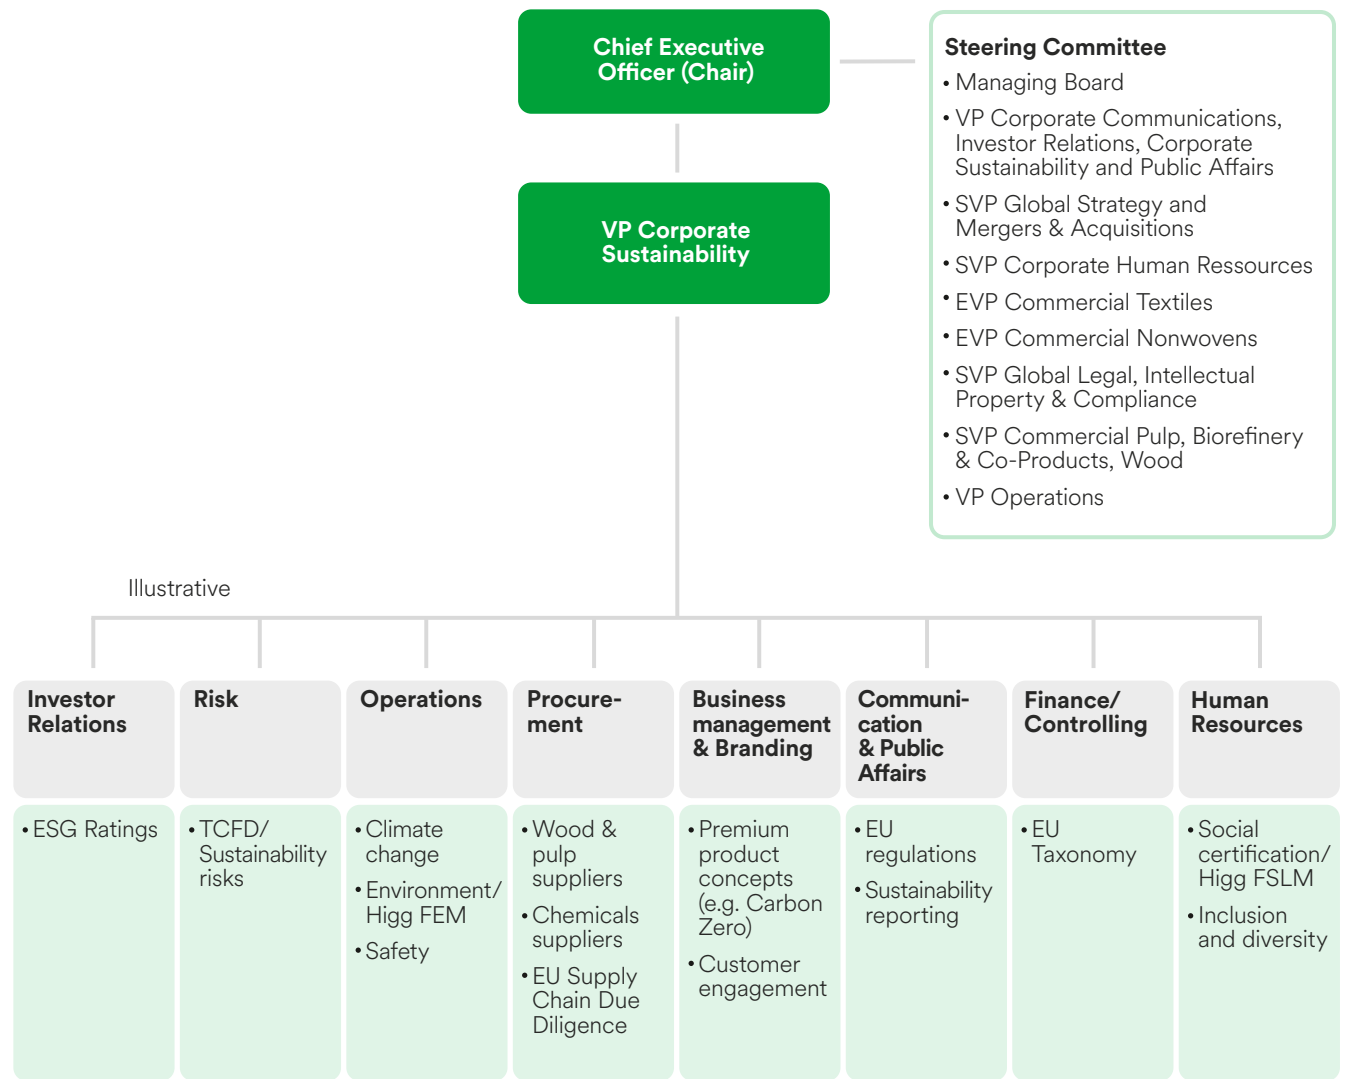 Chief Executive
Officer (Chair)
VP Corporate
Sustainability
Steering Committee
• Managing Board
• VP Corporate Communications,
Investor Relations, Corporate
Sustainability and Public Affairs
• SVP Global Strategy and
Mergers & Acquisitions
• SVP Corporate Human Ressources
• EVP Commercial Textiles
• EVP Commercial Nonwovens
• SVP Global Legal, Intellectual
Property & Compliance
• SVP Commercial Pulp, Biorefinery
& Co-Products, Wood
• VP Operations
Illustrative
Investor
Relations
• ESG Ratings
Risk
• TCFD/
Sustainability
risks
Operations
• Climate
change
• Environment/
Higg FEM
• Safety
Procure-
ment
• Wood &
pulp
suppliers
• Chemicals
suppliers
• EU Supply
Chain Due
Diligence
Business
management
& Branding
• Premium
product
concepts
(e.g. Carbon
Zero)
• Customer
engagement
Communi-
cation
& Public
Affairs
• EU
regulations
• Sustainability
reporting
Finance/
Controlling
• EU
Taxonomy
Human
Resources
• Social
certification/
Higg FSLM
• Inclusion
and diversity